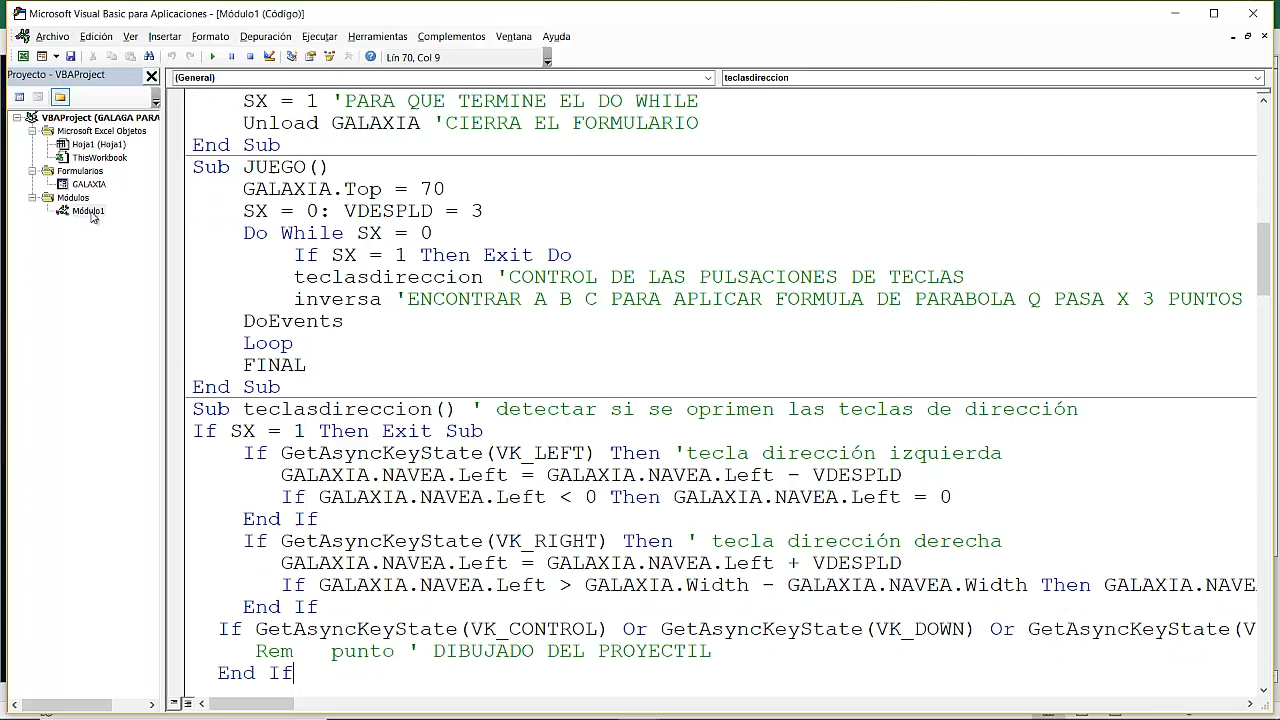 Microsoft Visual Basic para Aplicaciones - [Módulo1 (Código)]
Archivo Edición Ver Insertar Formato Depuración Ejecutar Herramientas Complementos Ventana Ayuda
Lín 70, Col 9
Proyecto - VBAProject
(General)
teclasdireccion
VBAProject (GALAGA PARA
Microsoft Excel Objetos
Hoja1 (Hoja1)
ThisWorkbook
Formularios
GALAXIA
Módulos
Módulo1
SX = 1 'PARA QUE TERMINE EL DO WHILE
Unload GALAXIA 'CIERRA EL FORMULARIO
End Sub
Sub JUEGO()
GALAXIA.Top = 70
SX = 0: VDESPLD = 3
Do While SX = 0
If SX = 1 Then Exit Do
teclasdireccion 'CONTROL DE LAS PULSACIONES DE TECLAS
inversa 'ENCONTRAR A B C PARA APLICAR FORMULA DE PARABOLA Q PASA X 3 PUNTOS
DoEvents
Loop
FINAL
End Sub
Sub teclasdireccion() ' detectar si se oprimen las teclas de dirección
If SX = 1 Then Exit Sub
If GetAsyncKeyState(VK_LEFT) Then 'tecla dirección izquierda
GALAXIA.NAVEA.Left = GALAXIA.NAVEA.Left - VDESPLD
If GALAXIA.NAVEA.Left < 0 Then GALAXIA.NAVEA.Left = 0
End If
If GetAsyncKeyState(VK_RIGHT) Then ' tecla dirección derecha
GALAXIA.NAVEA.Left = GALAXIA.NAVEA.Left + VDESPLD
If GALAXIA.NAVEA.Left > GALAXIA.Width - GALAXIA.NAVEA.Width Then GALAXIA.NAVE
End If
If GetAsyncKeyState(VK_CONTROL) Or GetAsyncKeyState(VK_DOWN) Or GetAsyncKeyState(V
Rem punto ' DIBUJADO DEL PROYECTIL
End If